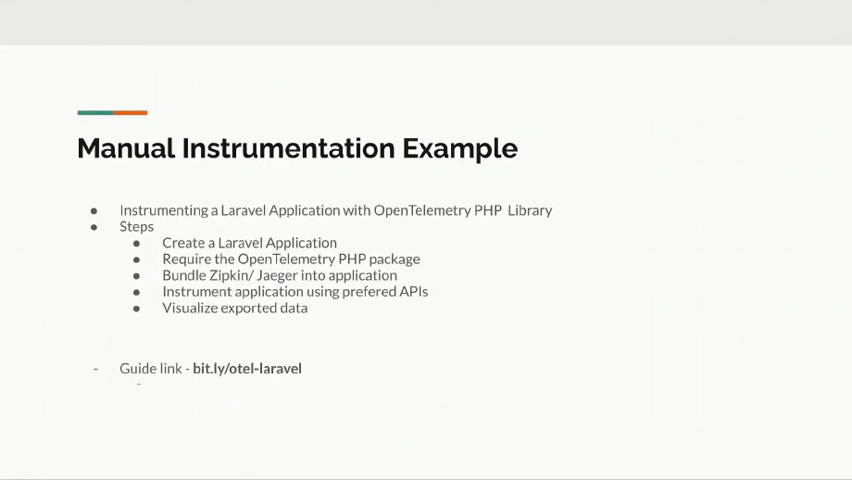 Manual Instrumentation Example
● Instrumenting a Laravel Application with OpenTelemetry PHP Library
● Steps
● Create a Laravel Application
● Require the OpenTelemetry PHP package
● Bundle Zipkin/ Jaeger into application
● Instrument application using prefered APIs
● Visualize exported data
- Guide link - bit.ly/otel-laravel
-